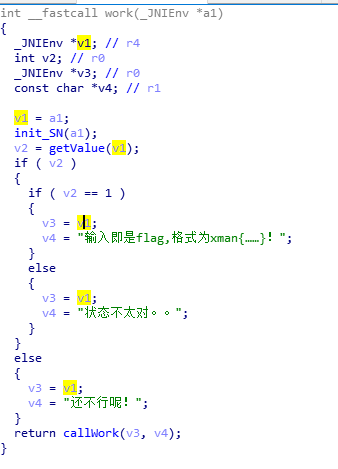 int __fastcall work(_JNIEnv *a1)
{
  _JNIEnv *v1; // r4
  int v2; // r0
  _JNIEnv *v3; // r0
  const char *v4; // r1

  v1 = a1;
  init_SN(a1);
  v2 = getValue(v1);
  if ( v2 )
  {
    if ( v2 == 1 )
    {
      v3 = v1;
      v4 = "输入即是flag,格式为xman{……}！";
    }
    else
    {
      v3 = v1;
      v4 = "状态不太对。。";
    }
  }
  else
  {
    v3 = v1;
    v4 = "还不行呢！";
  }
  return callWork(v3, v4);
}